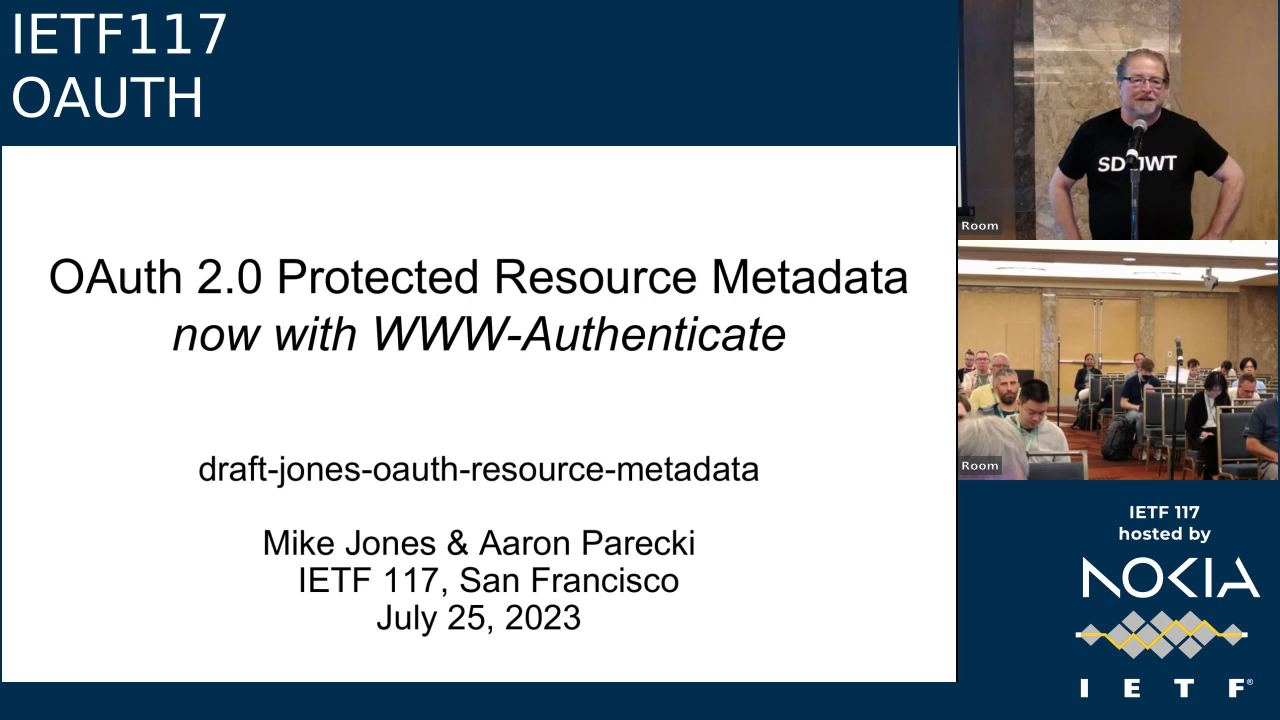 IETF117
OAUTH
OAuth 2.0 Protected Resource Metadata
now with WWW-Authenticate
draft-jones-oauth-resource-metadata
Mike Jones & Aaron Parecki
IETF 117, San Francisco
July 25, 2023
SD-JWT
Room
Room
IETF 117
hosted by
NOKIA
I E T F®